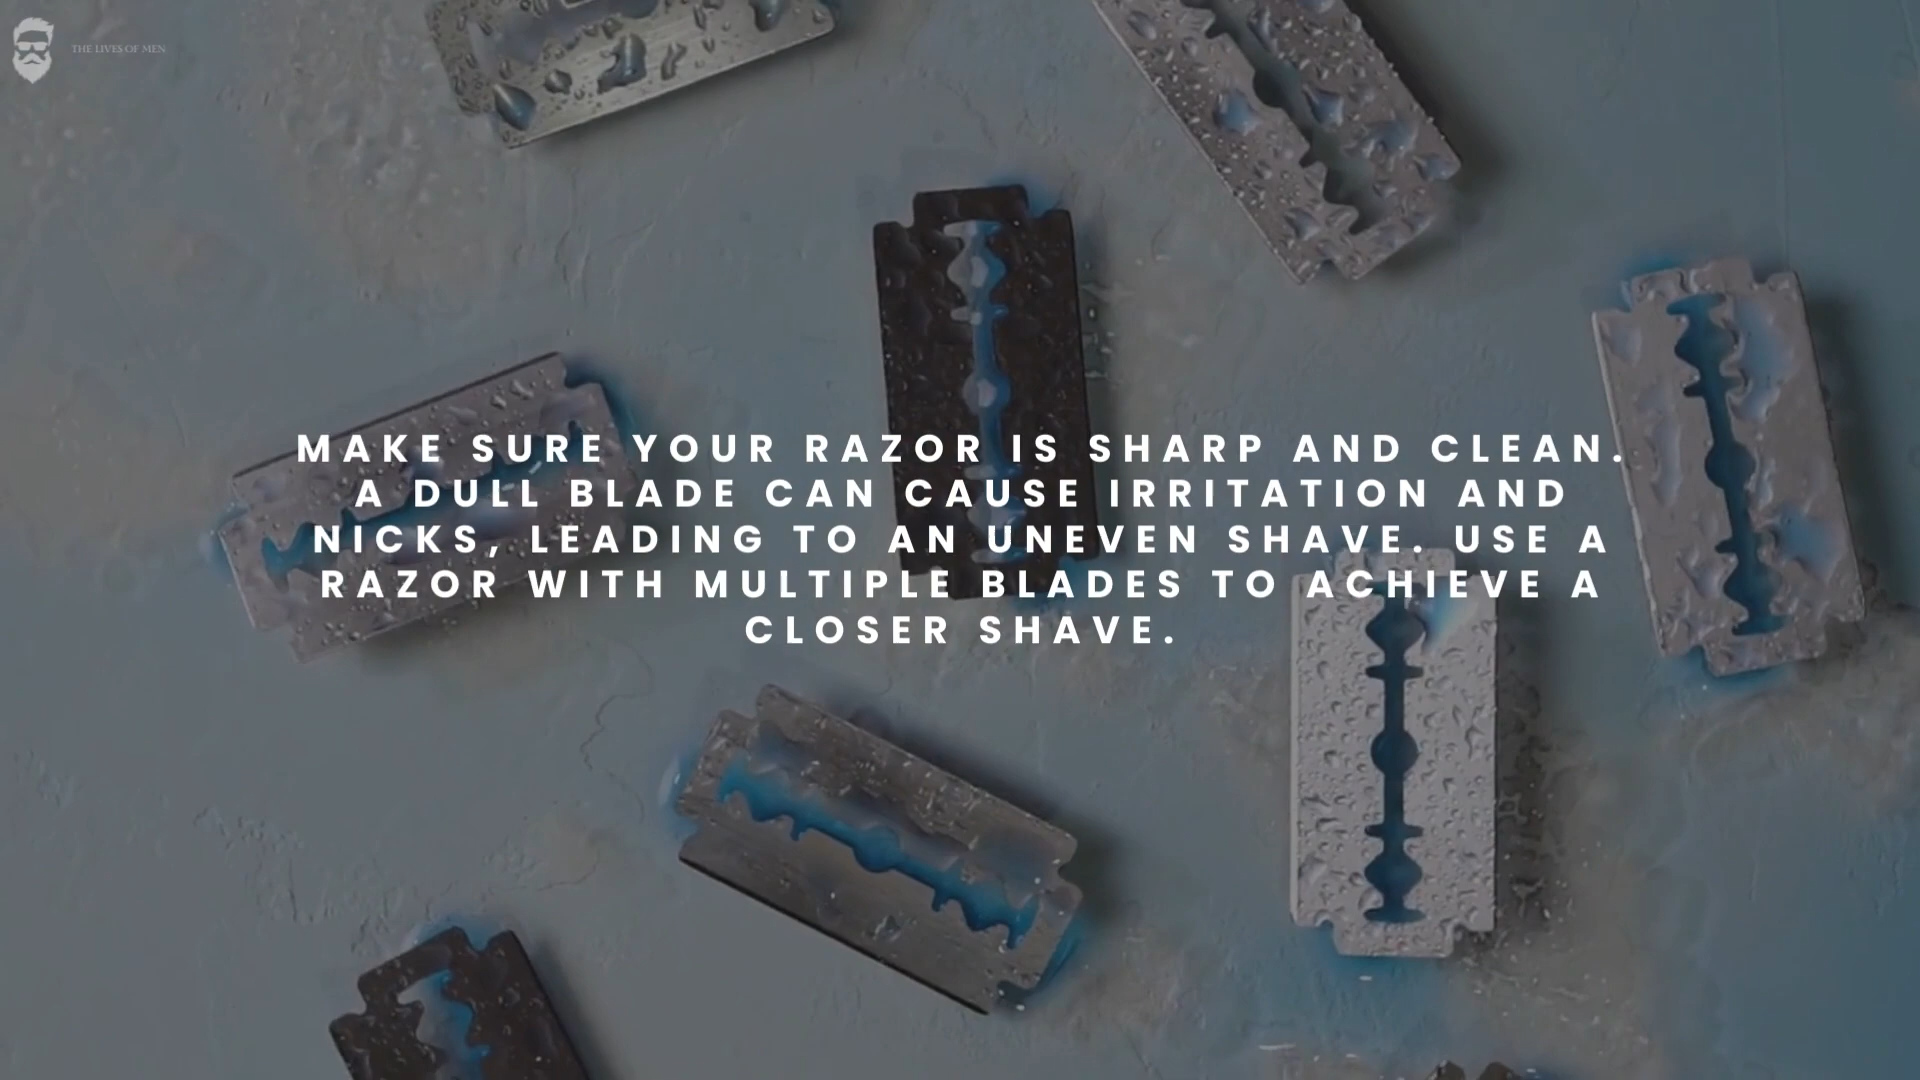 THE LIVES OF MEN
MAKE SURE YOUR RAZOR IS SHARP AND CLEAN.
A DULL BLADE CAN CAUSE IRRITATION AND
NICKS, LEADING TO AN UNEVEN SHAVE. USE A
RAZOR WITH MULTIPLE BLADES TO ACHIEVE A
CLOSER SHAVE.